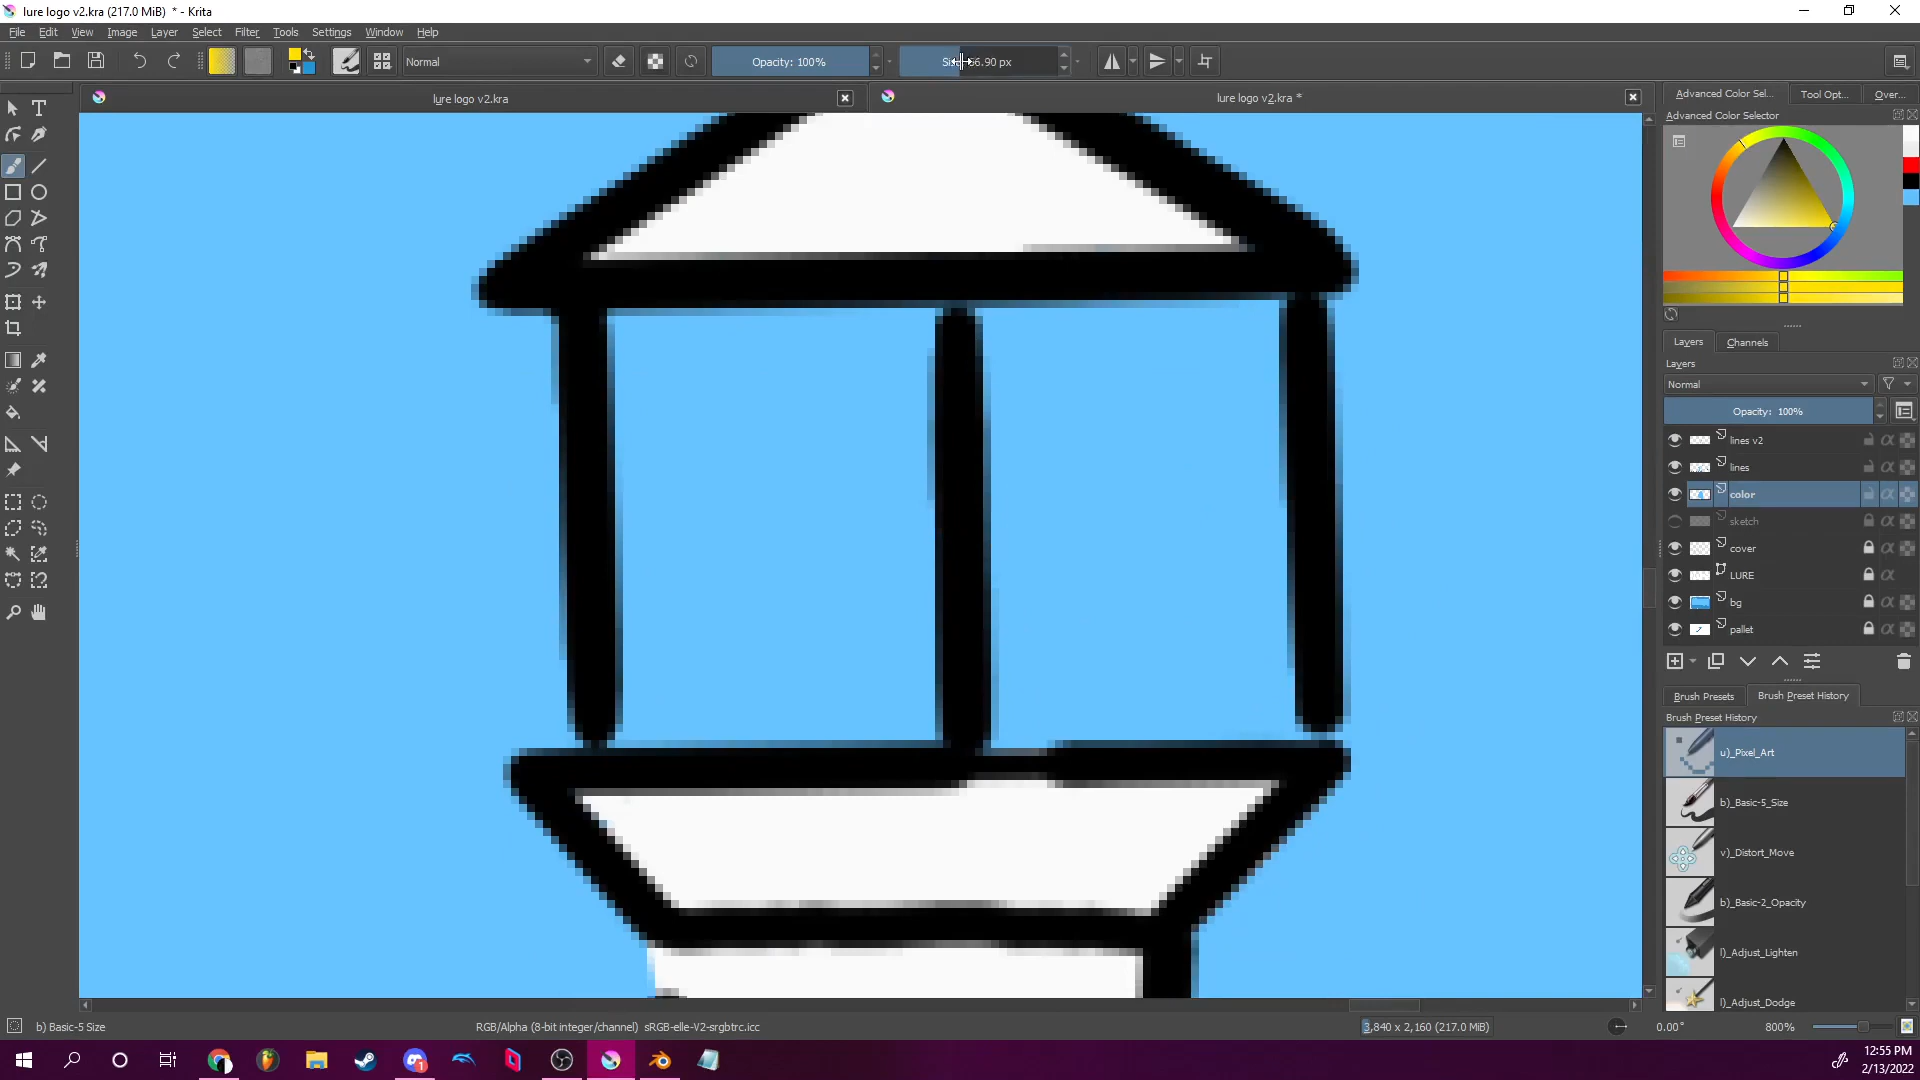 lure logo v2.kra (217.0 MiB)  * - Krita
File Edit View Image Layer Select Filter Tools Settings Window Help
Normal
Opacity: 100%
6.90 px
lure logo v2.kra
lure logo v2.kra *
Advanced Color Sel...
Tool Opt...
Over...
Advanced Color Selector
Layers
Channels
Layers
Normal
Opacity:  100%
lines v2
lines
color
sketch
cover
LURE
bg
pallet
Brush Presets
Brush Preset History
Brush Preset History
u)_Pixel_Art
b)_Basic-5_Size
v)_Distort_Move
b)_Basic-2_Opacity
l)_Adjust_Lighten
l)_Adjust_Dodge
b) Basic-5 Size
RGB/Alpha (8-bit integer/channel)  sRGB-elle-V2-srgbtrc.icc
3,840 x 2,160 (217.0 MiB)
0.00°
800%
12:55 PM
2/13/2022